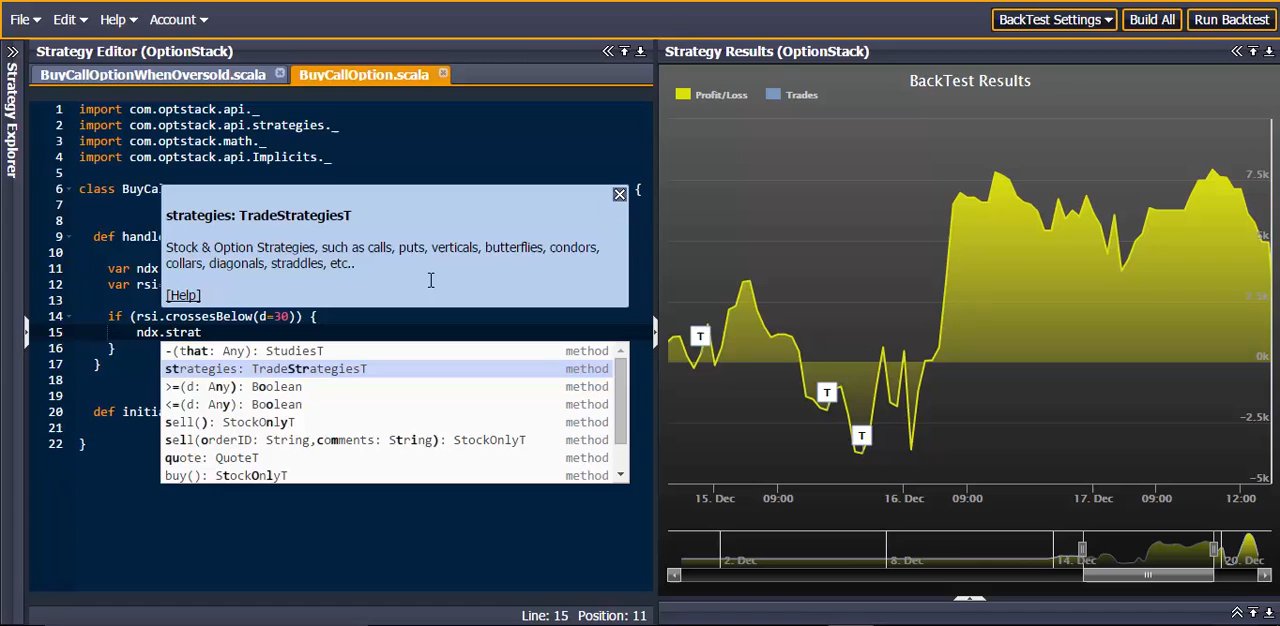 File Edit Help Account BackTest Settings Build All Run Backtest
Strategy Explorer
Strategy Editor (OptionStack)
BuyCallOptionWhenOversold.scala BuyCallOption.scala
1 import com.optstack.api._
2 import com.optstack.api.strategies._
3 import com.optstack.math._
4 import com.optstack.api.Implicits._
5
6 class BuyCal {
7
8
9 def handl
10
11 var ndx
12 var rsi
13
14 if (rsi.crossesBelow(d=30)) {
15 ndx.strat
16 }
17 }
18
19
20 def initi
21
22 }
strategies: TradeStrategiesT
Stock & Option Strategies, such as calls, puts, verticals, butterflies, condors,
collars, diagonals, straddles, etc..
[Help]
-(that: Any): StudiesT method
strategies: TradeStrategiesT method
>=(d: Any): Boolean method
<=(d: Any): Boolean method
sell(): StockOnlyT method
sell(orderID: String,comments: String): StockOnlyT method
quote: QuoteT method
buy(): StockOnlyT method
Line: 15 Position: 11
Strategy Results (OptionStack)
BackTest Results
Profit/Loss Trades
7.5k
5k
2.5k
0k
-2.5k
-5k
T
T
T
15. Dec 09:00 16. Dec 09:00 17. Dec 09:00 12:00
2. Dec 8. Dec 14. Dec 20. Dec